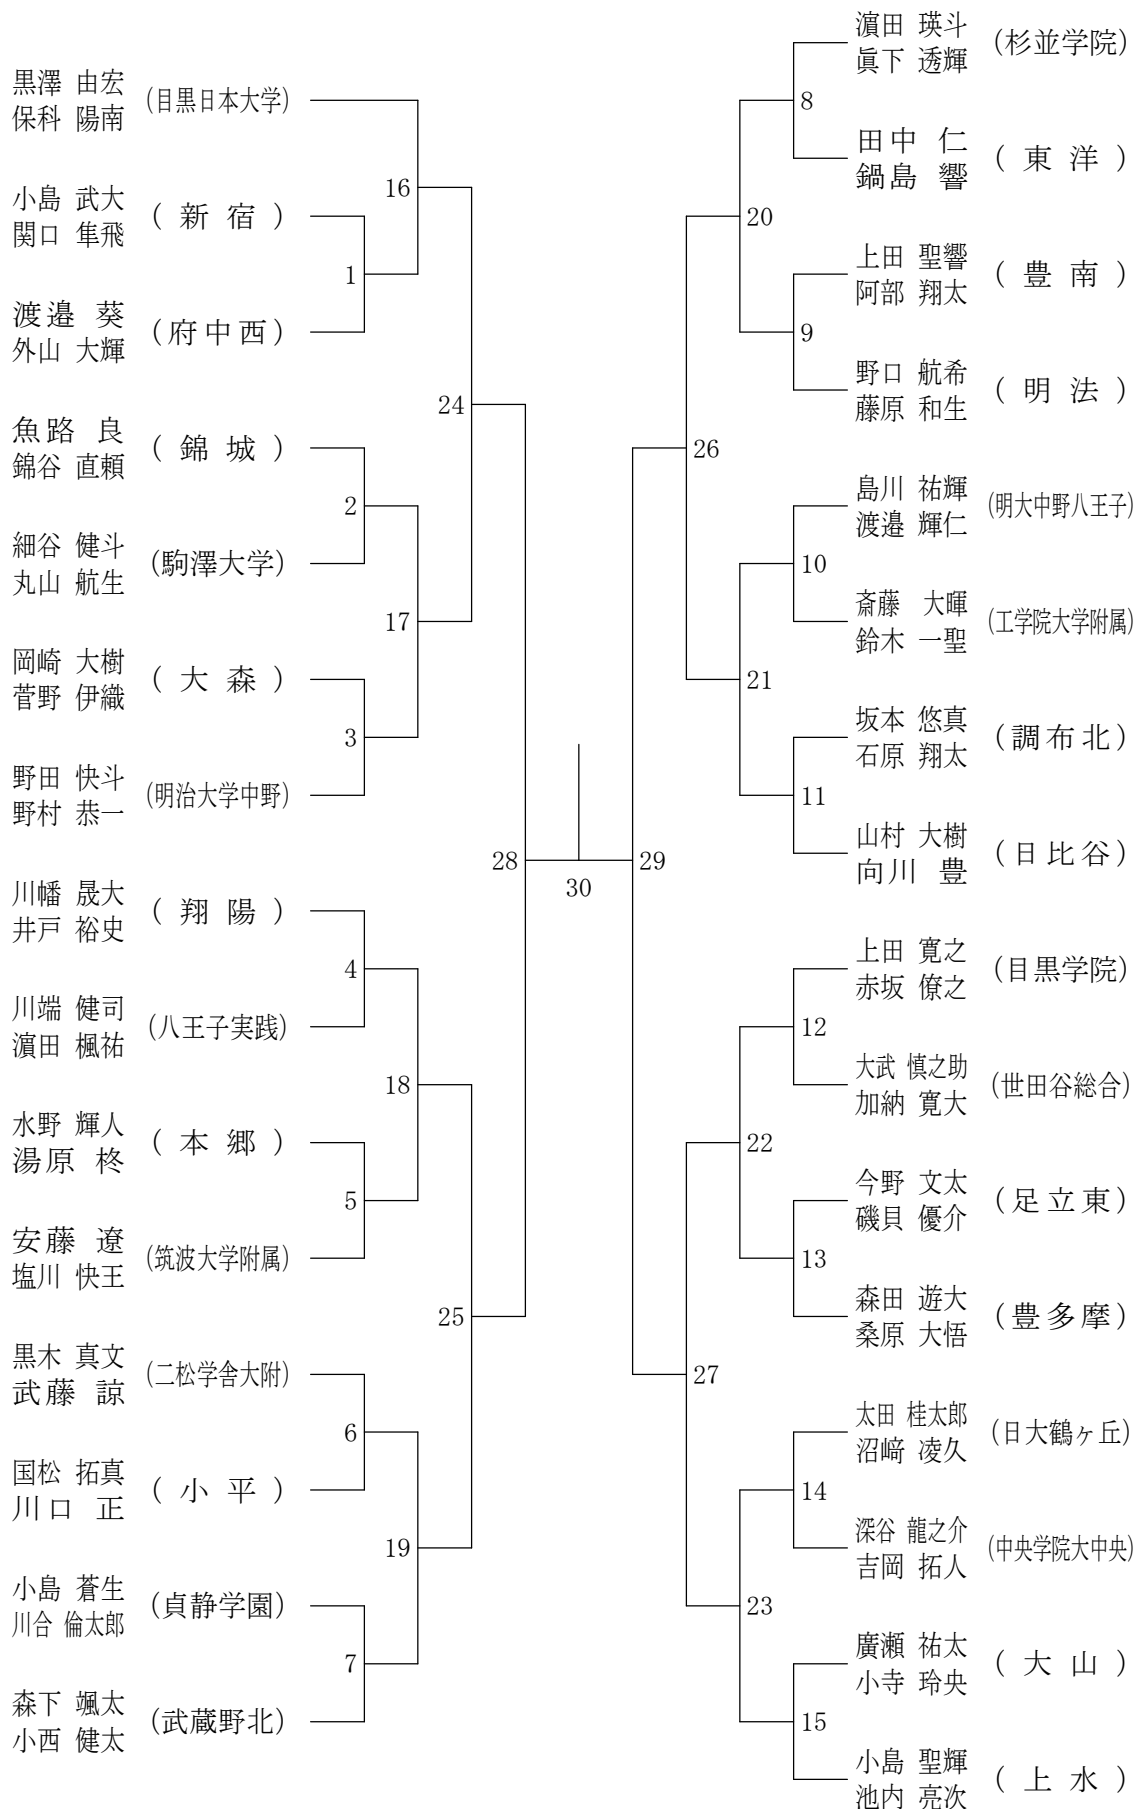 黒澤 由宏
保科 陽南
(目黒日本大学)
小島 武大
関口 隼飛
( 新 宿 )
渡邉 葵
外山 大輝
(府中西)
魚路 良
錦谷 直頼
( 錦 城 )
細谷 健斗
丸山 航生
(駒澤大学)
岡崎 大樹
菅野 伊織
( 大 森 )
野田 快斗
野村 恭一
(明治大学中野)
川幡 晟大
井戸 裕史
( 翔 陽 )
川端 健司
濵田 楓祐
(八王子実践)
水野 輝人
湯原 柊
( 本 郷 )
安藤 遼
塩川 快王
(筑波大学附属)
黒木 真文
武藤 諒
(二松学舎大附)
国松 拓真
川口 正
( 小 平 )
小島 蒼生
川合 倫太郎
(貞静学園)
森下 颯太
小西 健太
(武蔵野北)
1
2
3
4
5
6
7
16
17
18
19
24
25
28
30
29
26
27
20
21
22
23
8
9
10
11
12
13
14
15
濵田 瑛斗
眞下 透輝
(杉並学院)
田中 仁
鍋島 響
( 東 洋 )
上田 聖響
阿部 翔太
( 豊 南 )
野口 航希
藤原 和生
( 明 法 )
島川 祐輝
渡邉 輝仁
(明大中野八王子)
斎藤 大暉
鈴木 一聖
(工学院大学附属)
坂本 悠真
石原 翔太
(調布北)
山村 大樹
向川 豊
(日比谷)
上田 寛之
赤坂 僚之
(目黒学院)
大武 慎之助
加納 寛大
(世田谷総合)
今野 文太
磯貝 優介
(足立東)
森田 遊大
桑原 大悟
(豊多摩)
太田 桂太郎
沼﨑 凌久
(日大鶴ヶ丘)
深谷 龍之介
吉岡 拓人
(中央学院大中央)
廣瀬 祐太
小寺 玲央
( 大 山 )
小島 聖輝
池内 亮次
( 上 水 )